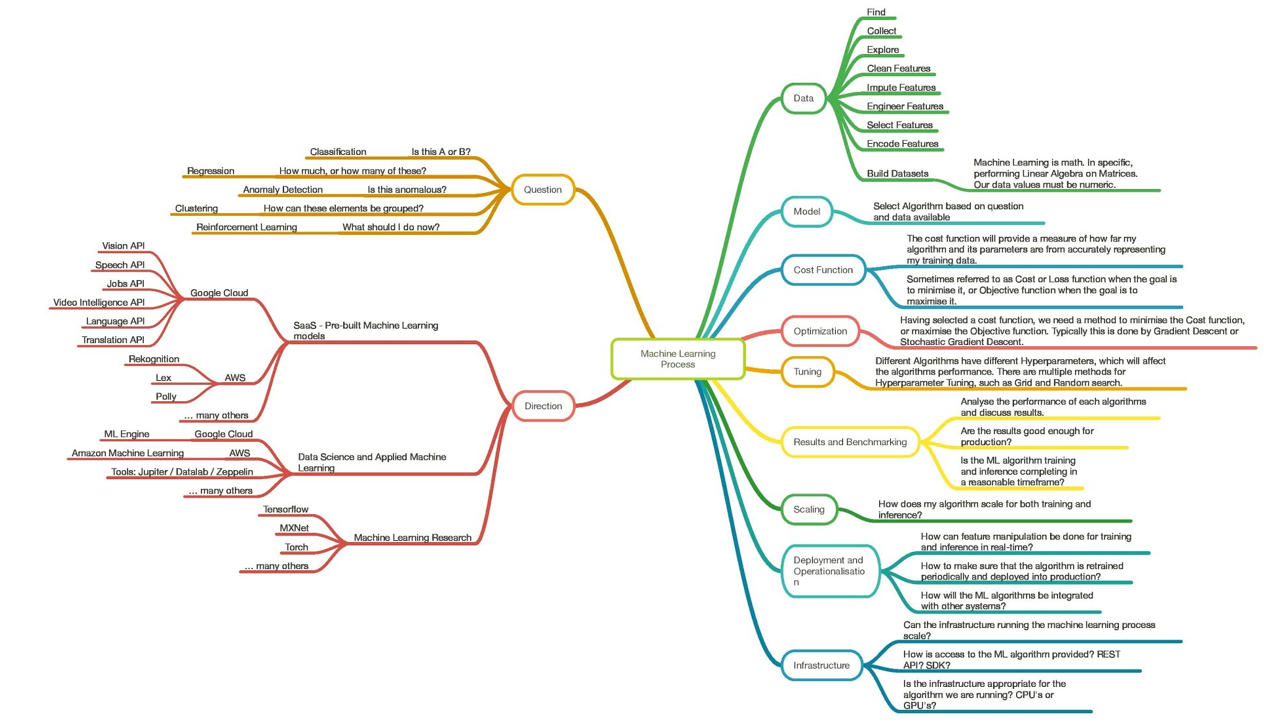 Machine Learning
Process
Question
Is this A or B?
Classification
How much, or how many of these?
Regression
Is this anomalous?
Anomaly Detection
How can these elements be grouped?
Clustering
What should I do now?
Reinforcement Learning
Direction
SaaS - Pre-built Machine Learning
models
Google Cloud
Vision API
Speech API
Jobs API
Video Intelligence API
Language API
Translation API
AWS
Rekognition
Lex
Polly
... many others
Data Science and Applied Machine
Learning
Google Cloud
ML Engine
AWS
Amazon Machine Learning
Tools: Jupiter / Datalab / Zeppelin
... many others
Machine Learning Research
Tensorflow
MXNet
Torch
... many others
Data
Find
Collect
Explore
Clean Features
Impute Features
Engineer Features
Select Features
Encode Features
Build Datasets
Machine Learning is math. In specific,
performing Linear Algebra on Matrices.
Our data values must be numeric.
Model
Select Algorithm based on question
and data available
Cost Function
The cost function will provide a measure of how far my
algorithm and its parameters are from accurately representing
my training data.
Sometimes referred to as Cost or Loss function when the goal is
to minimise it, or Objective function when the goal is to
maximise it.
Optimization
Having selected a cost function, we need a method to minimise the Cost function,
or maximise the Objective function. Typically this is done by Gradient Descent or
Stochastic Gradient Descent.
Tuning
Different Algorithms have different Hyperparameters, which will affect
the algorithms performance. There are multiple methods for
Hyperparameter Tuning, such as Grid and Random search.
Results and Benchmarking
Analyse the performance of each algorithms
and discuss results.
Are the results good enough for
production?
Is the ML algorithm training
and inference completing in
a reasonable timeframe?
Scaling
How does my algorithm scale for both training and
inference?
Deployment and
Operationalisatio
n
How can feature manipulation be done for training
and inference in real-time?
How to make sure that the algorithm is retrained
periodically and deployed into production?
How will the ML algorithms be integrated
with other systems?
Infrastructure
Can the infrastructure running the machine learning process
scale?
How is access to the ML algorithm provided? REST
API? SDK?
Is the infrastructure appropriate for the
algorithm we are running? CPU's or
GPU's?